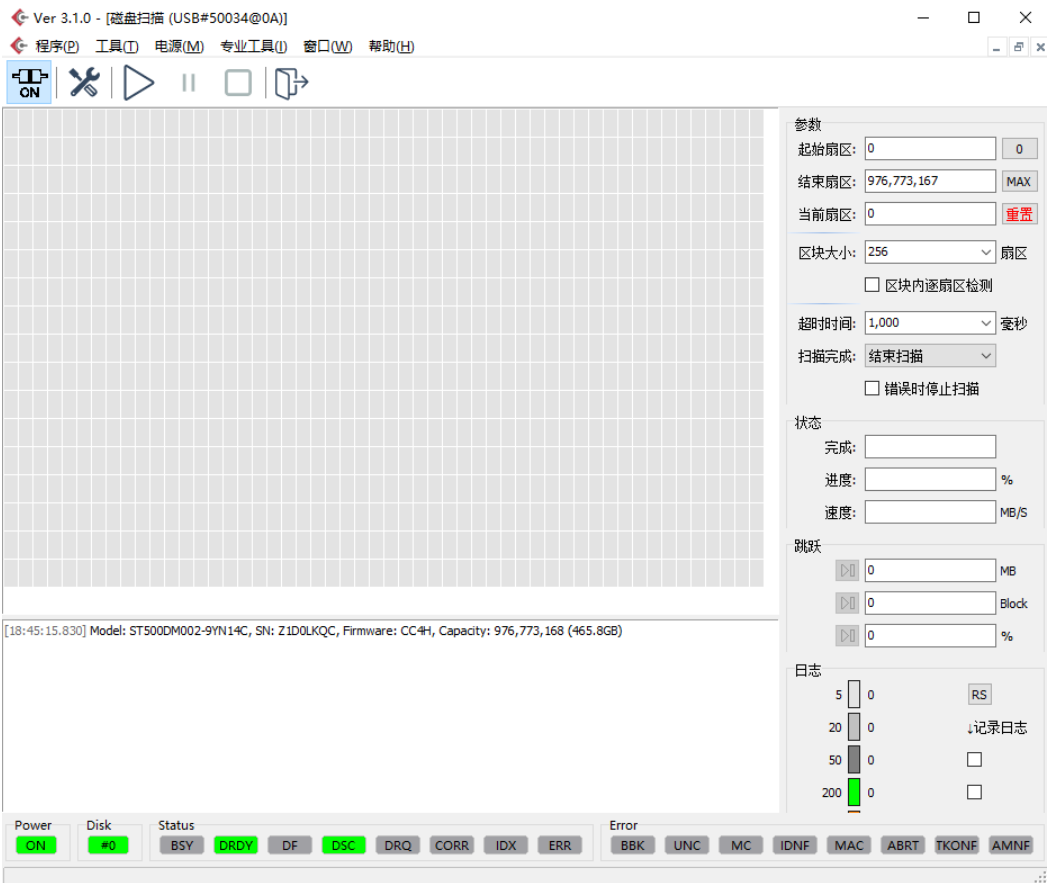 Ver 3.1.0 - [磁盘扫描 (USB#50034@0A)]
程序(P) 工具(T) 电源(M) 专业工具(I) 窗口(W) 帮助(H)
ON
参数
起始扇区: 0 0
结束扇区: 976,773,167 MAX
当前扇区: 0 重置
区块大小: 256 扇区
区块内逐扇区检测
超时时间: 1,000 毫秒
扫描完成: 结束扫描
错误时停止扫描
状态
完成:
进度: %
速度: MB/S
跳跃
0 MB
0 Block
0 %
[18:45:15.830] Model: ST500DM002-9YN14C, SN: Z1D0LKQC, Firmware: CC4H, Capacity: 976,773,168 (465.8GB)
日志
5 0 RS
20 0 ↓记录日志
50 0
200 0
Power Disk Status Error
ON #0 BSY DRDY DF DSC DRQ CORR IDX ERR BBK UNC MC IDNF MAC ABRT TKONF AMNF